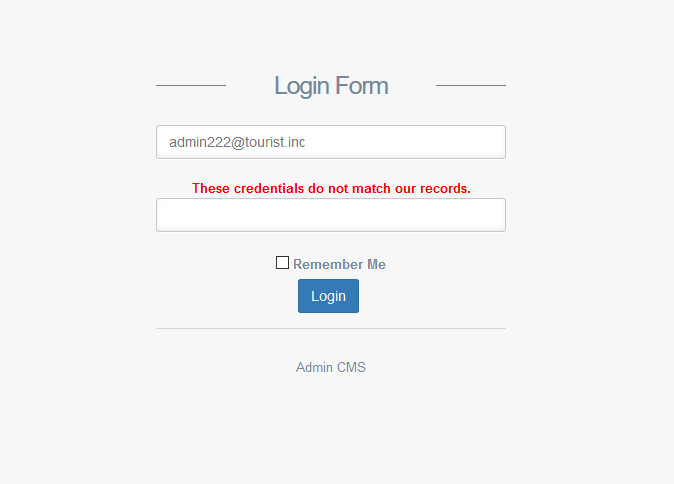 Login Form
admin222@tourist.inc
These credentials do not match our records.
Remember Me
Login
Admin CMS